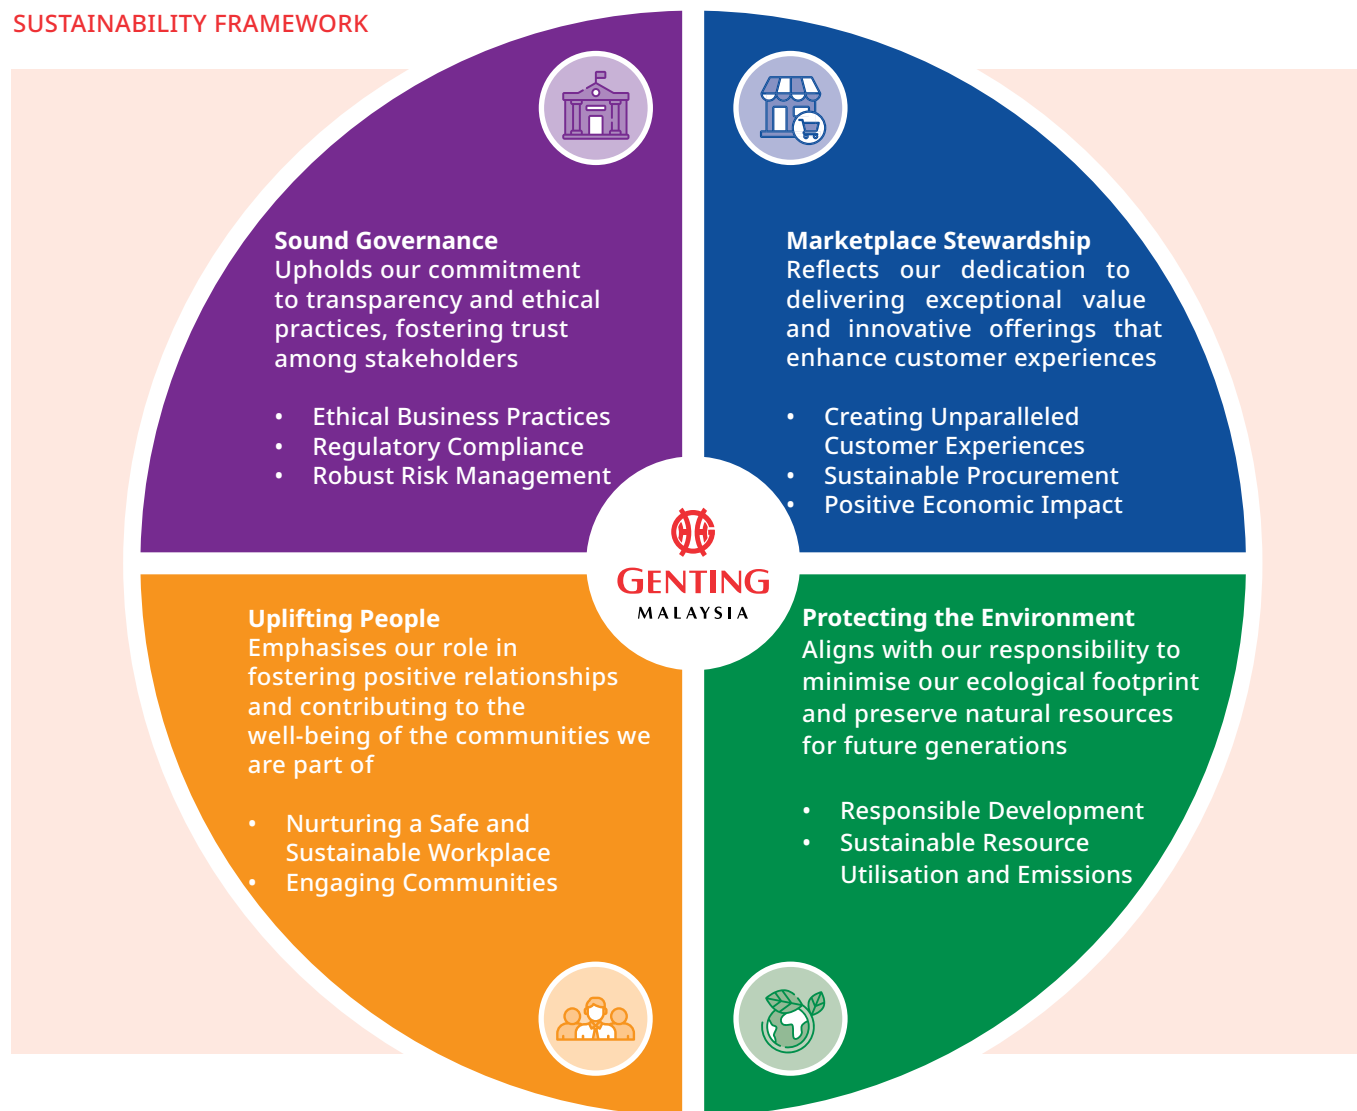 SUSTAINABILITY FRAMEWORK
Sound Governance
Upholds our commitment
to transparency and ethical
practices, fostering trust
among stakeholders
• Ethical Business Practices
• Regulatory Compliance
• Robust Risk Management
Marketplace Stewardship
Reflects our dedication to
delivering exceptional value
and innovative offerings that
enhance customer experiences
• Creating Unparalleled
Customer Experiences
• Sustainable Procurement
• Positive Economic Impact
GENTING
MALAYSIA
Uplifting People
Emphasises our role in
fostering positive relationships
and contributing to the
well-being of the communities we
are part of
• Nurturing a Safe and
Sustainable Workplace
• Engaging Communities
Protecting the Environment
Aligns with our responsibility to
minimise our ecological footprint
and preserve natural resources
for future generations
• Responsible Development
• Sustainable Resource
Utilisation and Emissions